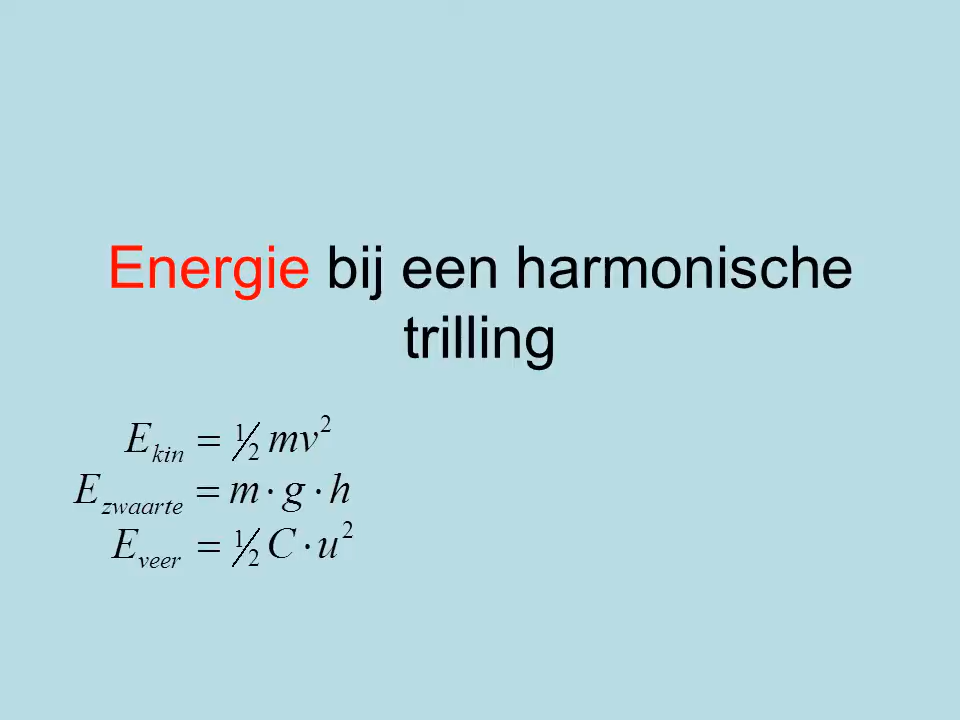 Energie bij een harmonische
trilling
E_kin = ½ mv²
E_zwaarte = m · g · h
E_veer = ½ C · u²